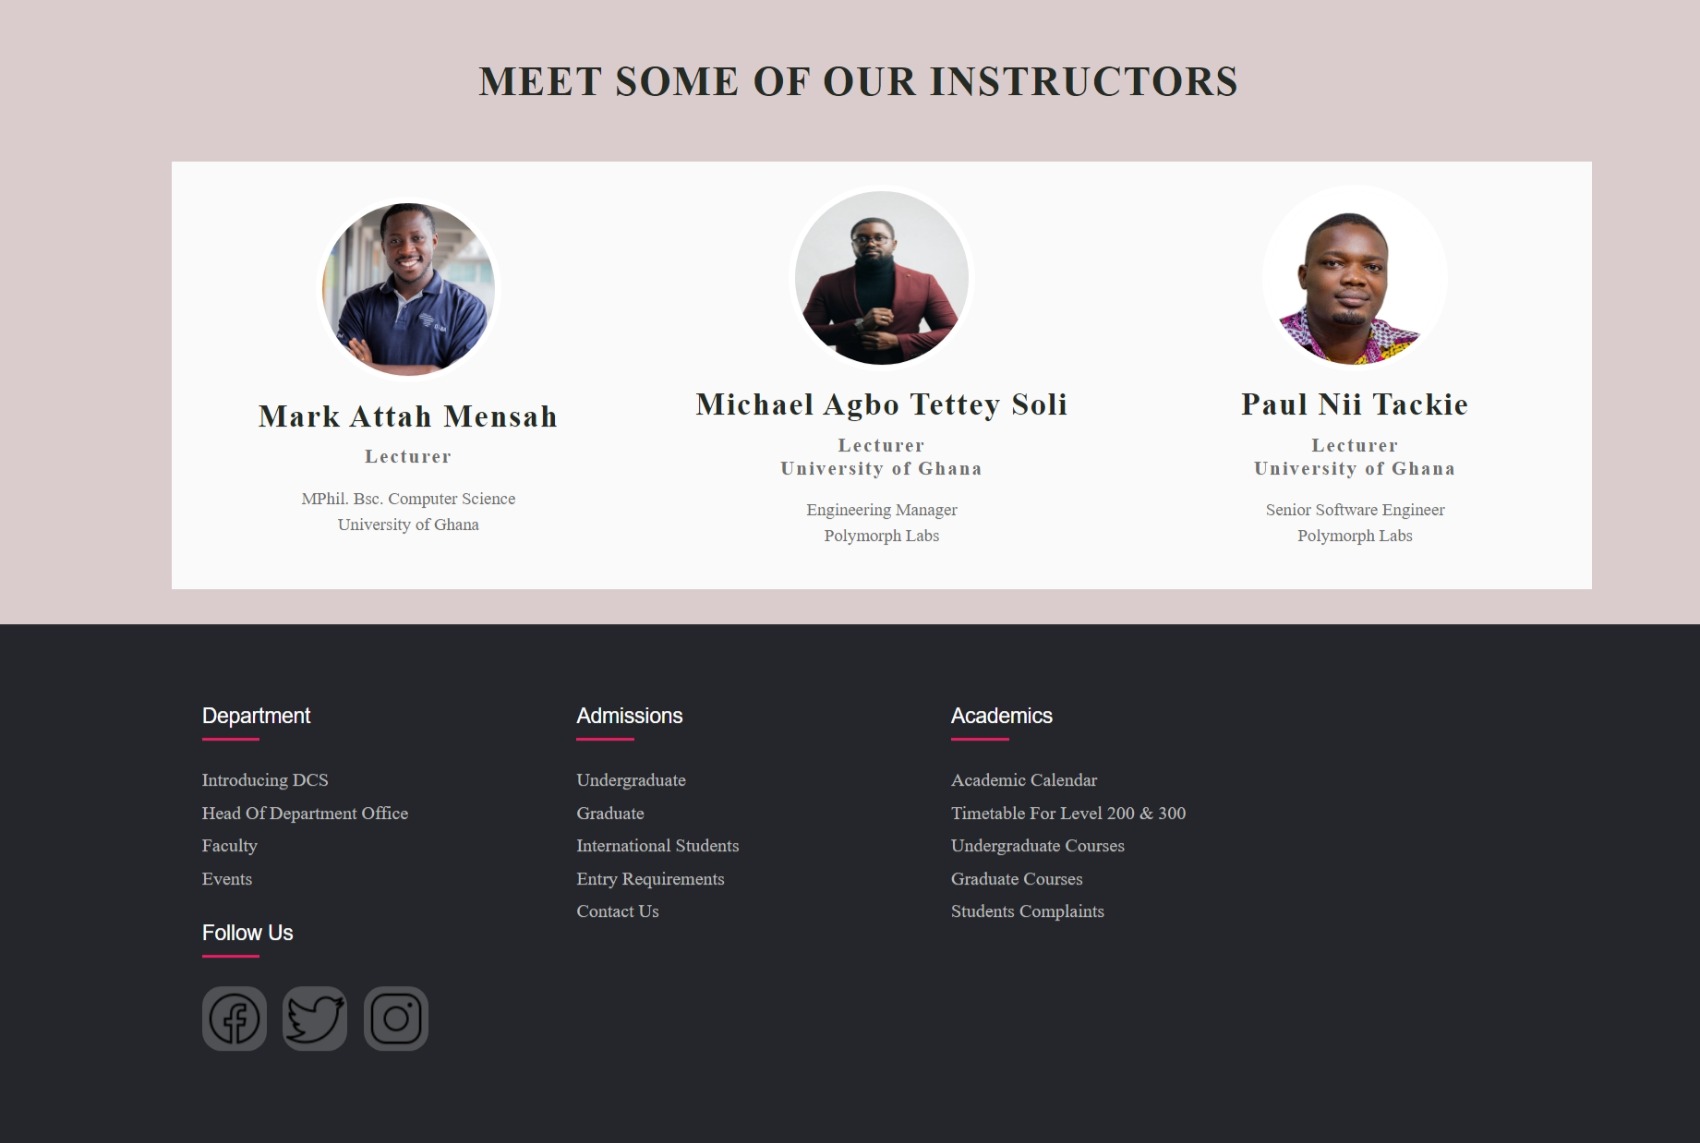 MEET SOME OF OUR INSTRUCTORS
Mark Attah Mensah
Lecturer
MPhil. Bsc. Computer Science
University of Ghana
Michael Agbo Tettey Soli
Lecturer
University of Ghana
Engineering Manager
Polymorph Labs
Paul Nii Tackie
Lecturer
University of Ghana
Senior Software Engineer
Polymorph Labs
Department
Introducing DCS
Head Of Department Office
Faculty
Events
Follow Us
Admissions
Undergraduate
Graduate
International Students
Entry Requirements
Contact Us
Academics
Academic Calendar
Timetable For Level 200 & 300
Undergraduate Courses
Graduate Courses
Students Complaints